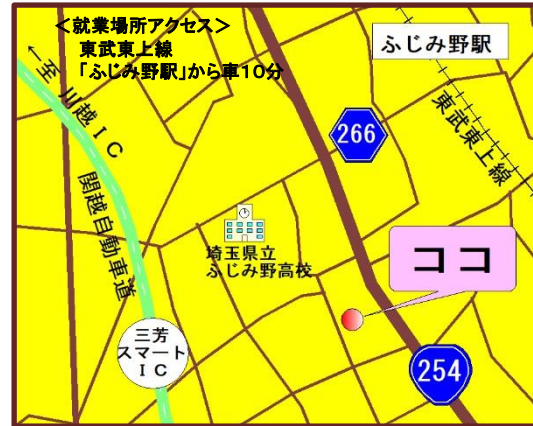 ＜就業場所アクセス＞
東武東上線
「ふじみ野駅」から車１０分
ふじみ野駅
←至 川越ＩＣ
266
東武東上線
関越自動車道
埼玉県立
ふじみ野高校
ココ
三芳
スマート
ＩＣ
254